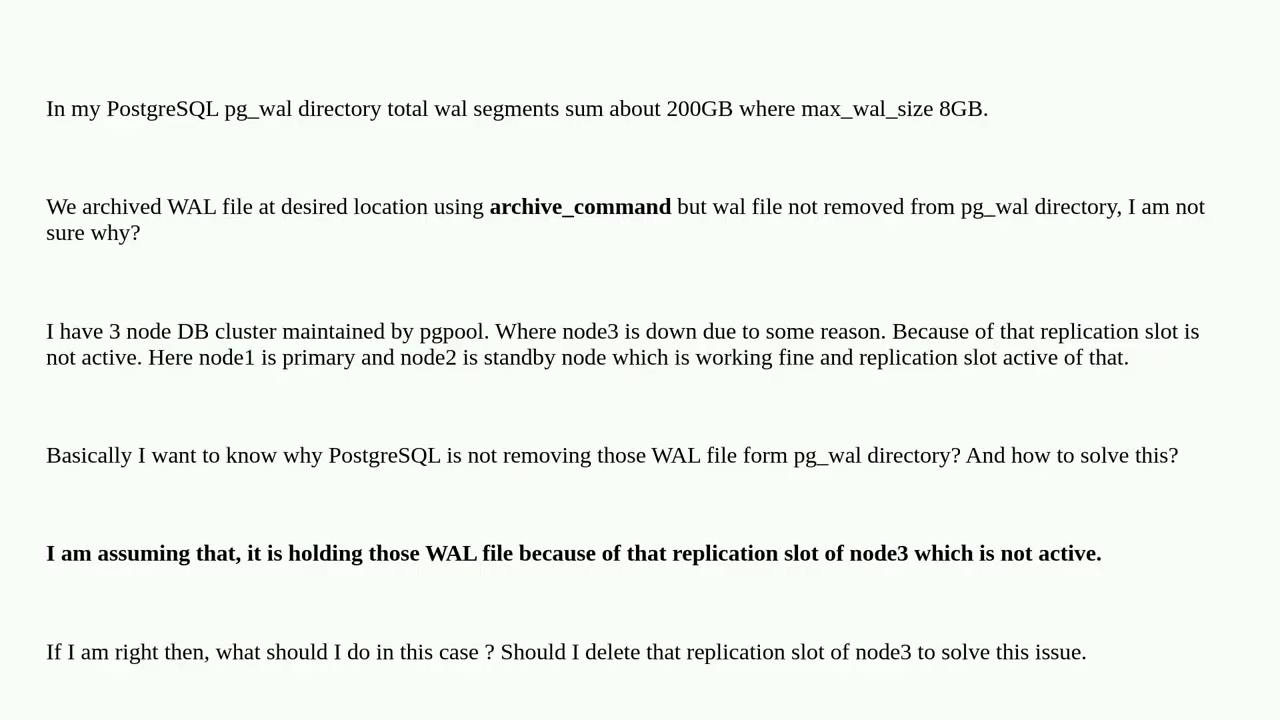 In my PostgreSQL pg_wal directory total wal segments sum about 200GB where max_wal_size 8GB.
We archived WAL file at desired location using archive_command but wal file not removed from pg_wal directory, I am not
sure why?
I have 3 node DB cluster maintained by pgpool. Where node3 is down due to some reason. Because of that replication slot is
not active. Here node1 is primary and node2 is standby node which is working fine and replication slot active of that.
Basically I want to know why PostgreSQL is not removing those WAL file form pg_wal directory? And how to solve this?
I am assuming that, it is holding those WAL file because of that replication slot of node3 which is not active.
If I am right then, what should I do in this case ? Should I delete that replication slot of node3 to solve this issue.